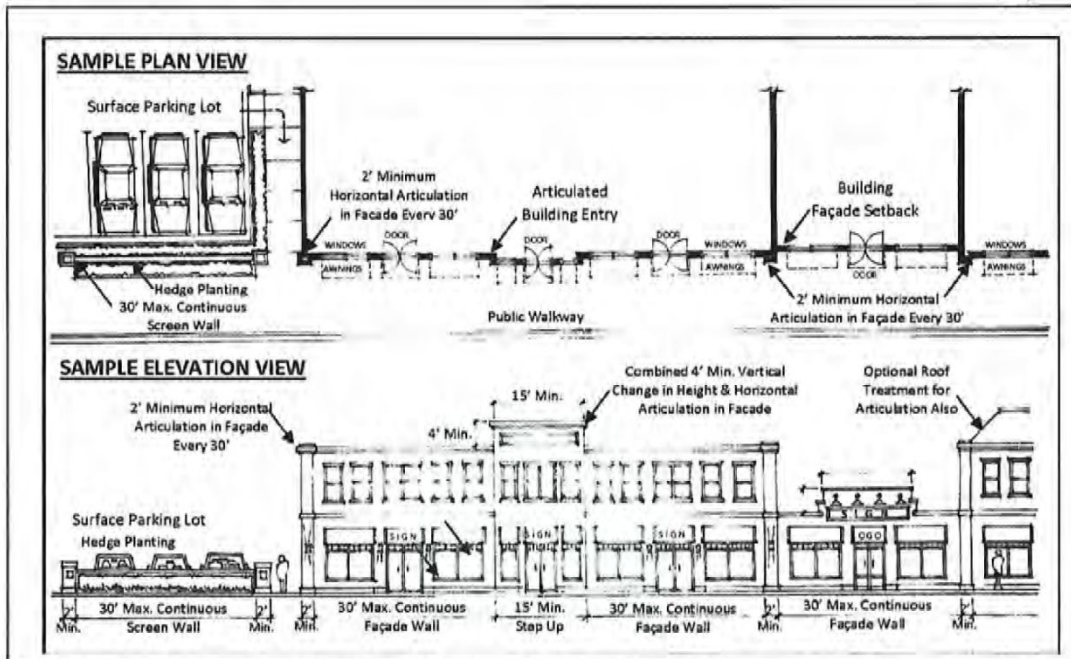 SAMPLE PLAN VIEW
Surface Parking Lot
2' Minimum
Horizontal Articulation
in Facade Every 30'
Articulated
Building Entry
Building
Façade Setback
WINDOWS
AWNINGS
DOOR
DOOR
DOOR
WINDOWS
AWNINGS
DOOR
WINDOWS
AWNINGS
Hedge Planting
30' Max. Continuous
Screen Wall
Public Walkway
2' Minimum Horizontal
Articulation in Façade Every 30'
SAMPLE ELEVATION VIEW
2' Minimum Horizontal
Articulation in Façade
Every 30'
15' Min.
4' Min.
Combined 4' Min. Vertical
Change in Height & Horizontal
Articulation in Facade
Optional Roof
Treatment for
Articulation Also
Surface Parking Lot
Hedge Planting
SIGN
SIGN
SIGN
SIGN
OGO
2'
Min.
30' Max. Continuous
Screen Wall
2'
Min.
2'
Min.
30' Max. Continuous
Façade Wall
15' Min.
Step Up
30' Max. Continuous
Façade Wall
2'
Min.
30' Max. Continuous
Façade Wall
2'
Min.